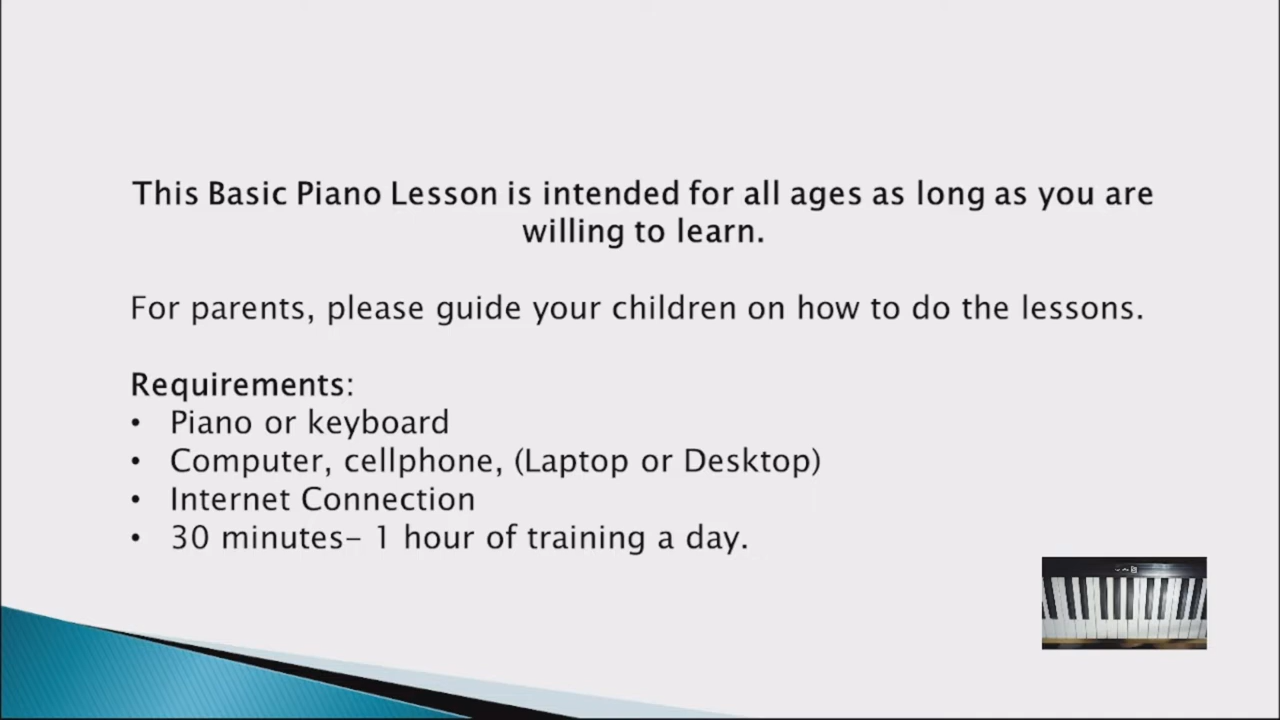 This Basic Piano Lesson is intended for all ages as long as you are
willing to learn.
For parents, please guide your children on how to do the lessons.
Requirements:
• Piano or keyboard
• Computer, cellphone, (Laptop or Desktop)
• Internet Connection
• 30 minutes– 1 hour of training a day.